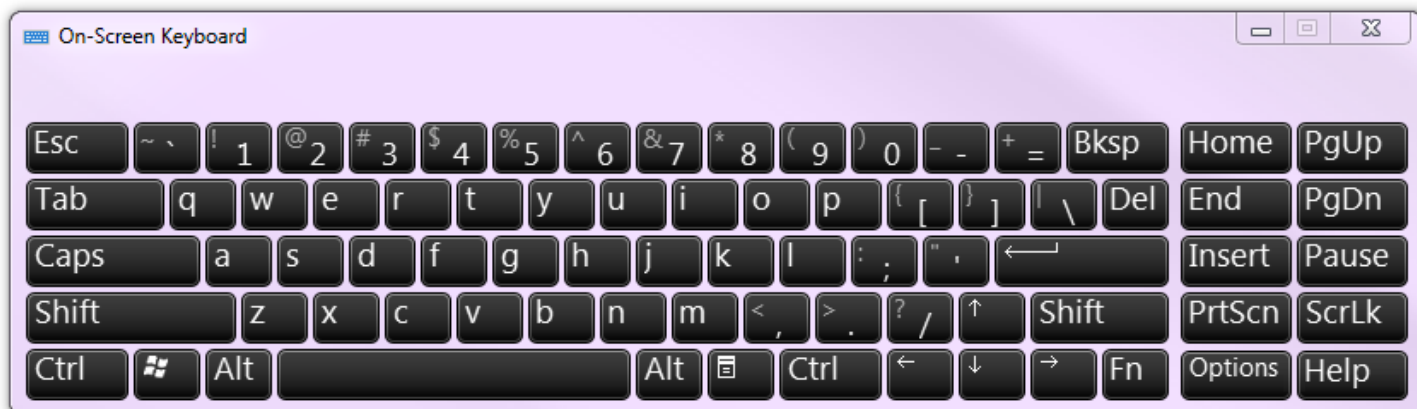 On-Screen Keyboard
Esc ~ ` ! 1 @ 2 # 3 $ 4 % 5 ^ 6 & 7 * 8 ( 9 ) 0 _ - + = Bksp Home PgUp
Tab q w e r t y u i o p { [ } ] | \ Del End PgDn
Caps a s d f g h j k l : ; " ' Insert Pause
Shift z x c v b n m < , > . ? / ↑ Shift PrtScn ScrLk
Ctrl Alt Alt Ctrl ← ↓ → Fn Options Help